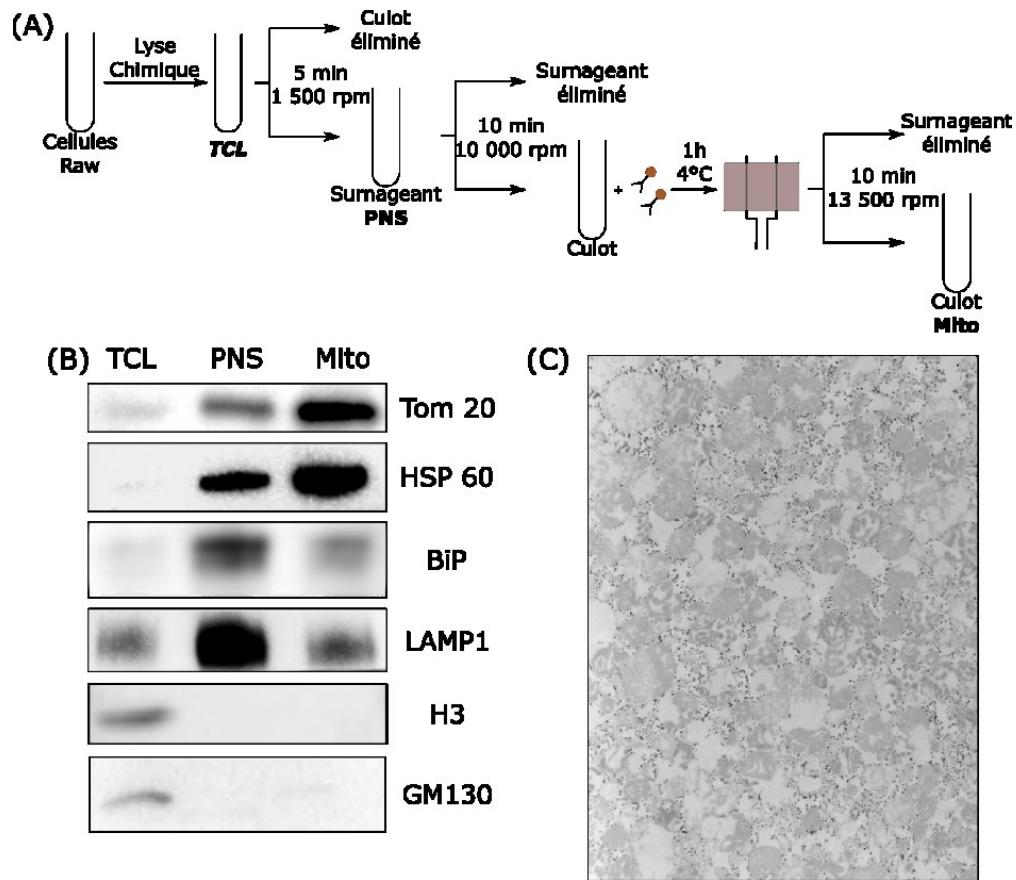 (A)
Lyse
Chimique
Cellules
Raw
TCL
Culot
éliminé
5 min
1 500 rpm
Surnageant
PNS
10 min
10 000 rpm
Surnageant
éliminé
Culot
+
1h
4°C
10 min
13 500 rpm
Surnageant
éliminé
Culot
Mito
(B)
TCL PNS Mito
Tom 20
HSP 60
BiP
LAMP1
H3
GM130
(C)